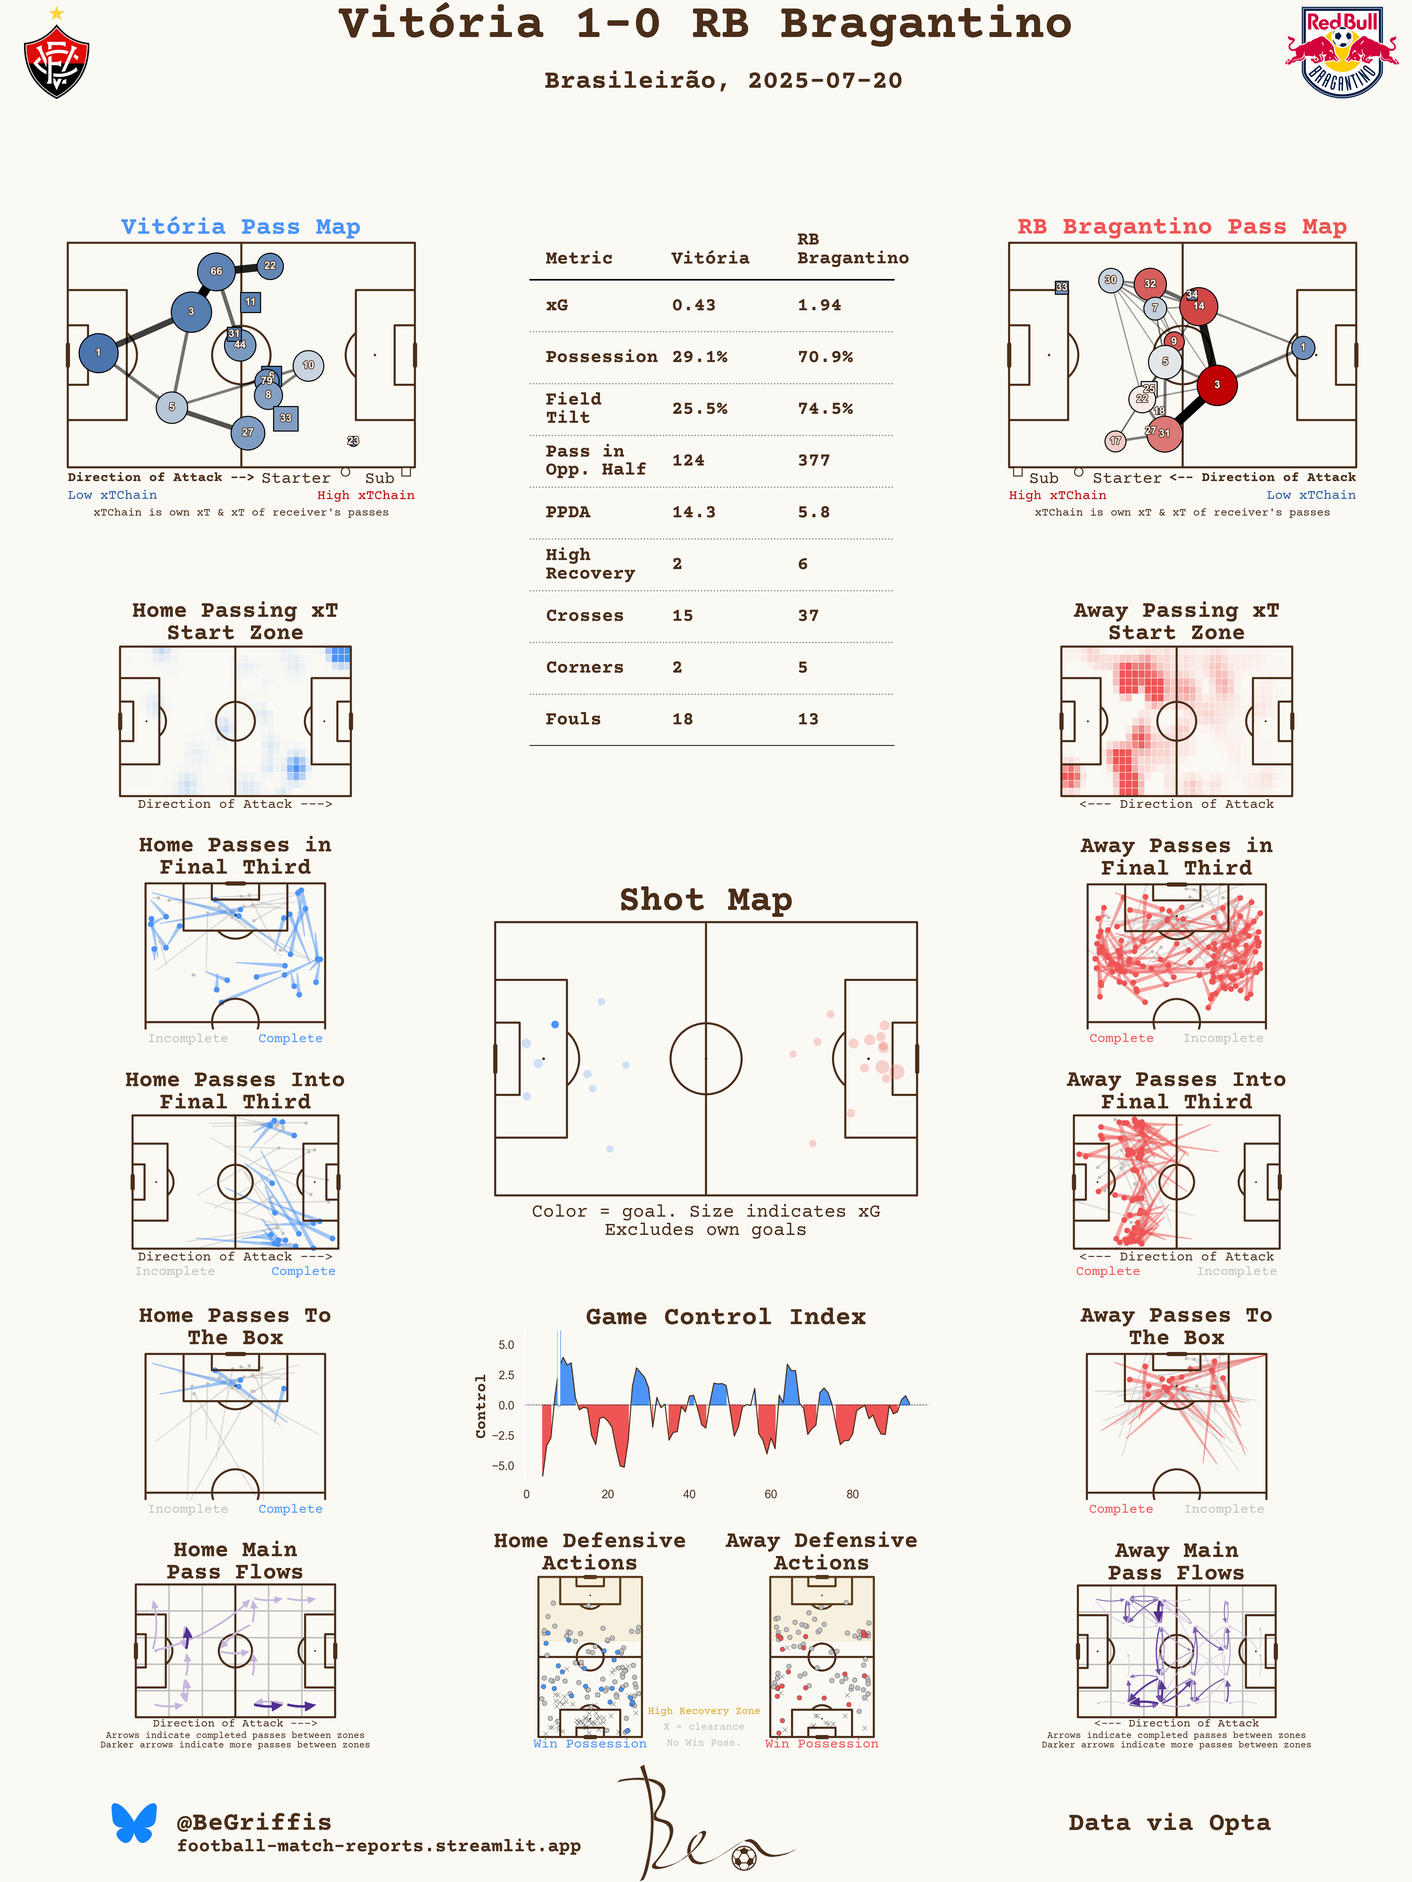 Vitória 1-0 RB Bragantino
Brasileirão, 2025-07-20
RedBull
BRAGANTINO
Vitória Pass Map
66
22
11
3
31
44
1
10
79
8
5
33
27
23
Direction of Attack --> Starter Sub
Low xTChain High xTChain
xTChain is own xT & xT of receiver's passes
Metric Vitória RB Bragantino
xG 0.43 1.94
Possession 29.1% 70.9%
Field Tilt 25.5% 74.5%
Pass in Opp. Half 124 377
PPDA 14.3 5.8
High Recovery 2 6
Crosses 15 37
Corners 2 5
Fouls 18 13
RB Bragantino Pass Map
33
30
32
34
7
14
9
1
5
3
25
22
18
27
31
17
Sub Starter <-- Direction of Attack
High xTChain Low xTChain
xTChain is own xT & xT of receiver's passes
Home Passing xT
Start Zone
Direction of Attack --->
Away Passing xT
Start Zone
<--- Direction of Attack
Home Passes in
Final Third
Incomplete Complete
Away Passes in
Final Third
Complete Incomplete
Shot Map
Color = goal. Size indicates xG
Excludes own goals
Home Passes Into
Final Third
Direction of Attack --->
Incomplete Complete
Away Passes Into
Final Third
<--- Direction of Attack
Complete Incomplete
Home Passes To
The Box
Incomplete Complete
Game Control Index
Control
5.0
2.5
0.0
−2.5
−5.0
0 20 40 60 80
Away Passes To
The Box
Complete Incomplete
Home Main
Pass Flows
Direction of Attack --->
Arrows indicate completed passes between zones
Darker arrows indicate more passes between zones
Home Defensive
Actions
Win Possession
Away Defensive
Actions
Win Possession
High Recovery Zone
X = clearance
No Win Poss.
Away Main
Pass Flows
<--- Direction of Attack
Arrows indicate completed passes between zones
Darker arrows indicate more passes between zones
@BeGriffis
football-match-reports.streamlit.app
Ben
Data via Opta